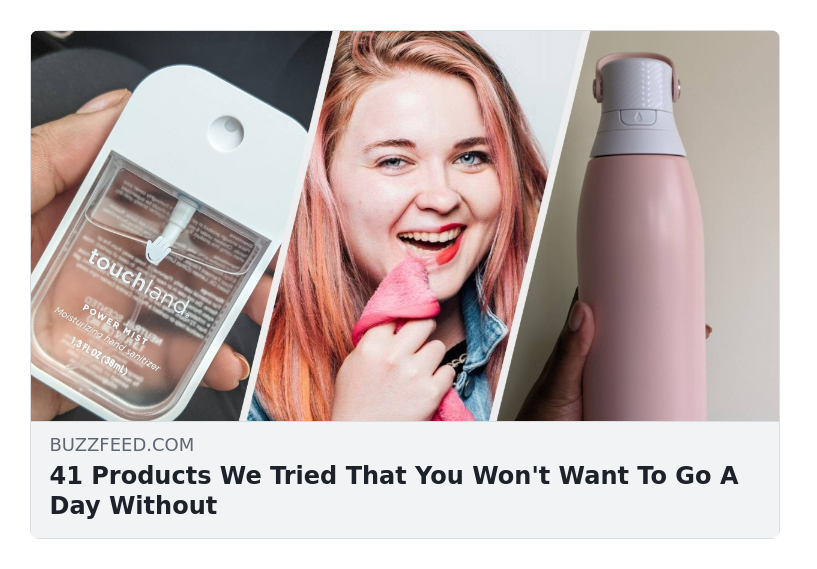 touchland®
POWER MIST
Moisturizing hand sanitizer
1.3 FL OZ (38mL)
BUZZFEED.COM
41 Products We Tried That You Won't Want To Go A
Day Without